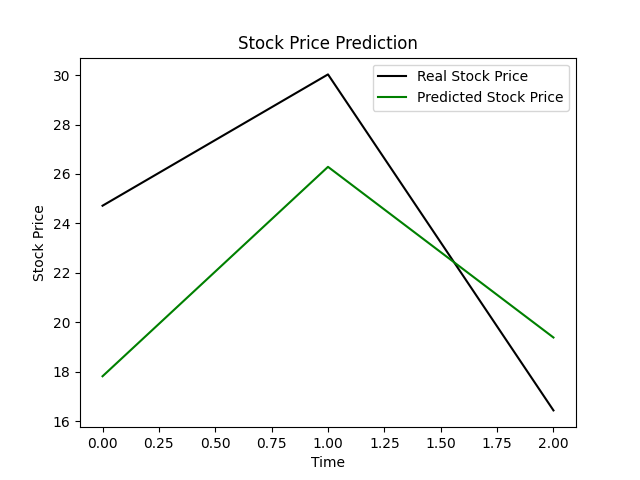 Stock Price Prediction
Real Stock Price
Predicted Stock Price
Stock Price
30
28
26
24
22
20
18
16
0.00 0.25 0.50 0.75 1.00 1.25 1.50 1.75 2.00
Time